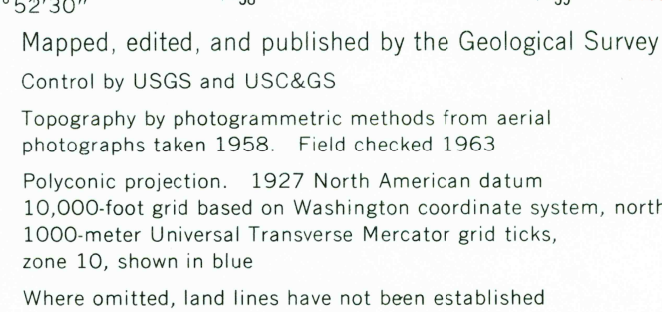 °52'30"
Mapped, edited, and published by the Geological Survey
Control by USGS and USC&GS
Topography by photogrammetric methods from aerial
photographs taken 1958. Field checked 1963
Polyconic projection. 1927 North American datum
10,000-foot grid based on Washington coordinate system, north
1000-meter Universal Transverse Mercator grid ticks,
zone 10, shown in blue
Where omitted, land lines have not been established